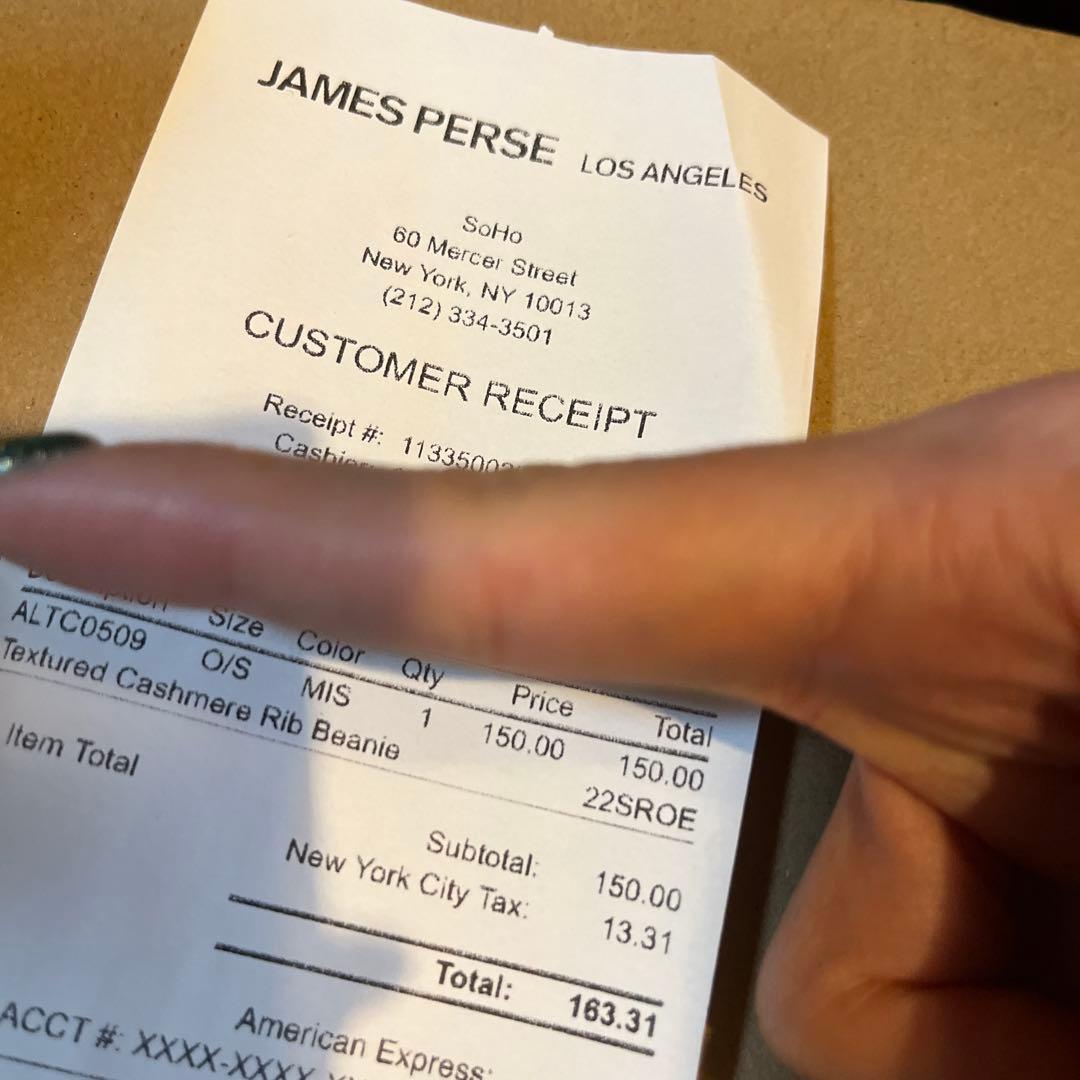 JAMES PERSE LOS ANGELES
SoHo
60 Mercer Street
New York, NY 10013
(212) 334-3501
CUSTOMER RECEIPT
Receipt #:
Size Color Qty Price Total
ALTC0509 O/S MIS 1 150.00 150.00
Textured Cashmere Rib Beanie 22SROE
Item Total
Subtotal: 150.00
New York City Tax: 13.31
Total: 163.31
American Express:
ACCT #: XXXX-XXXX